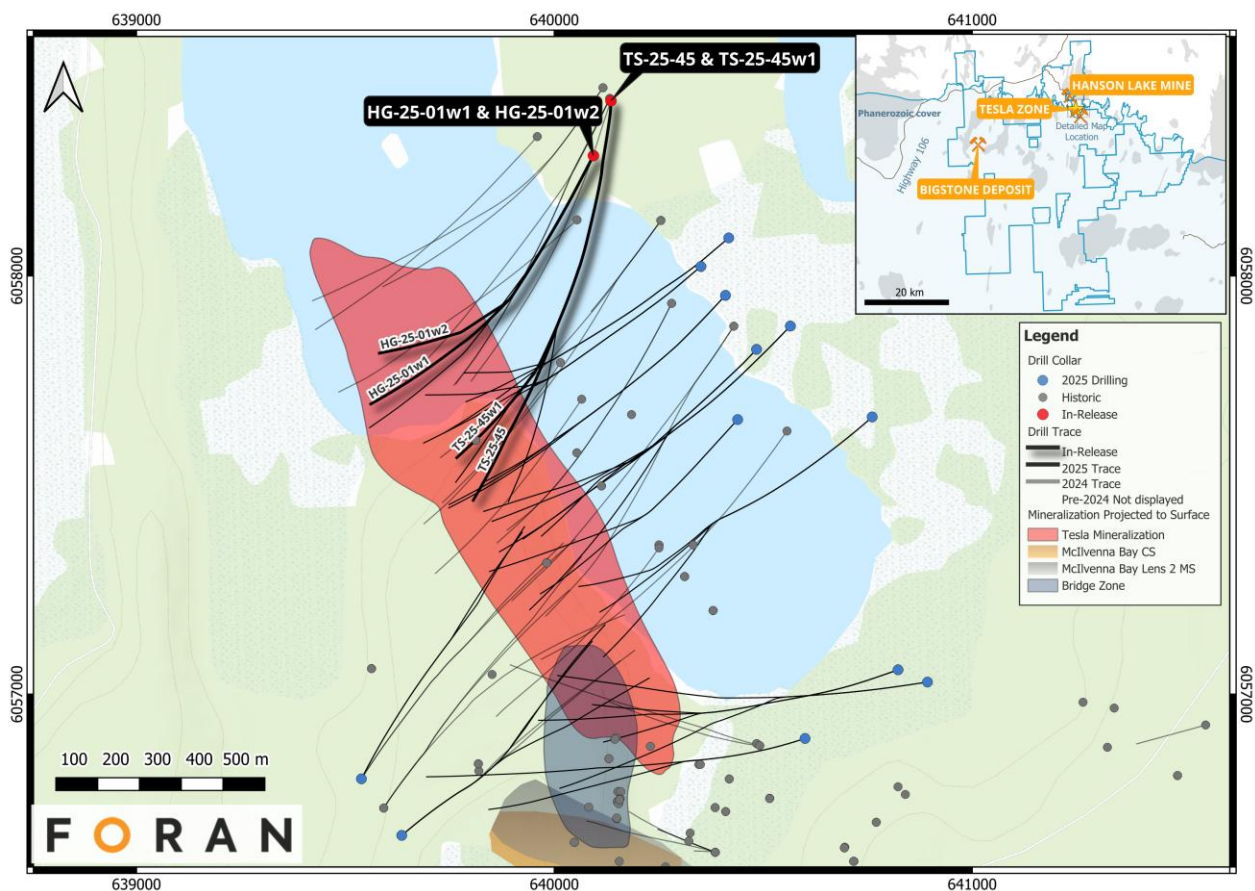 639000
640000
641000
TS-25-45 & TS-25-45w1
HG-25-01w1 & HG-25-01w2
HANSON LAKE MINE
TESLA ZONE
Phanerozoic cover
Detailed Map
Location
Highway 106
BIGSTONE DEPOSIT
20 km
6058000
6058000
HG-25-01w2
HG-25-01w1
TS-25-45w1
TS-25-45
Legend
Drill Collar
2025 Drilling
Historic
In-Release
Drill Trace
In-Release
2025 Trace
2024 Trace
Pre-2024 Not displayed
Mineralization Projected to Surface
Tesla Mineralization
McIlvenna Bay CS
McIlvenna Bay Lens 2 MS
Bridge Zone
6057000
6057000
100 200 300 400 500 m
FORAN
639000
640000
641000